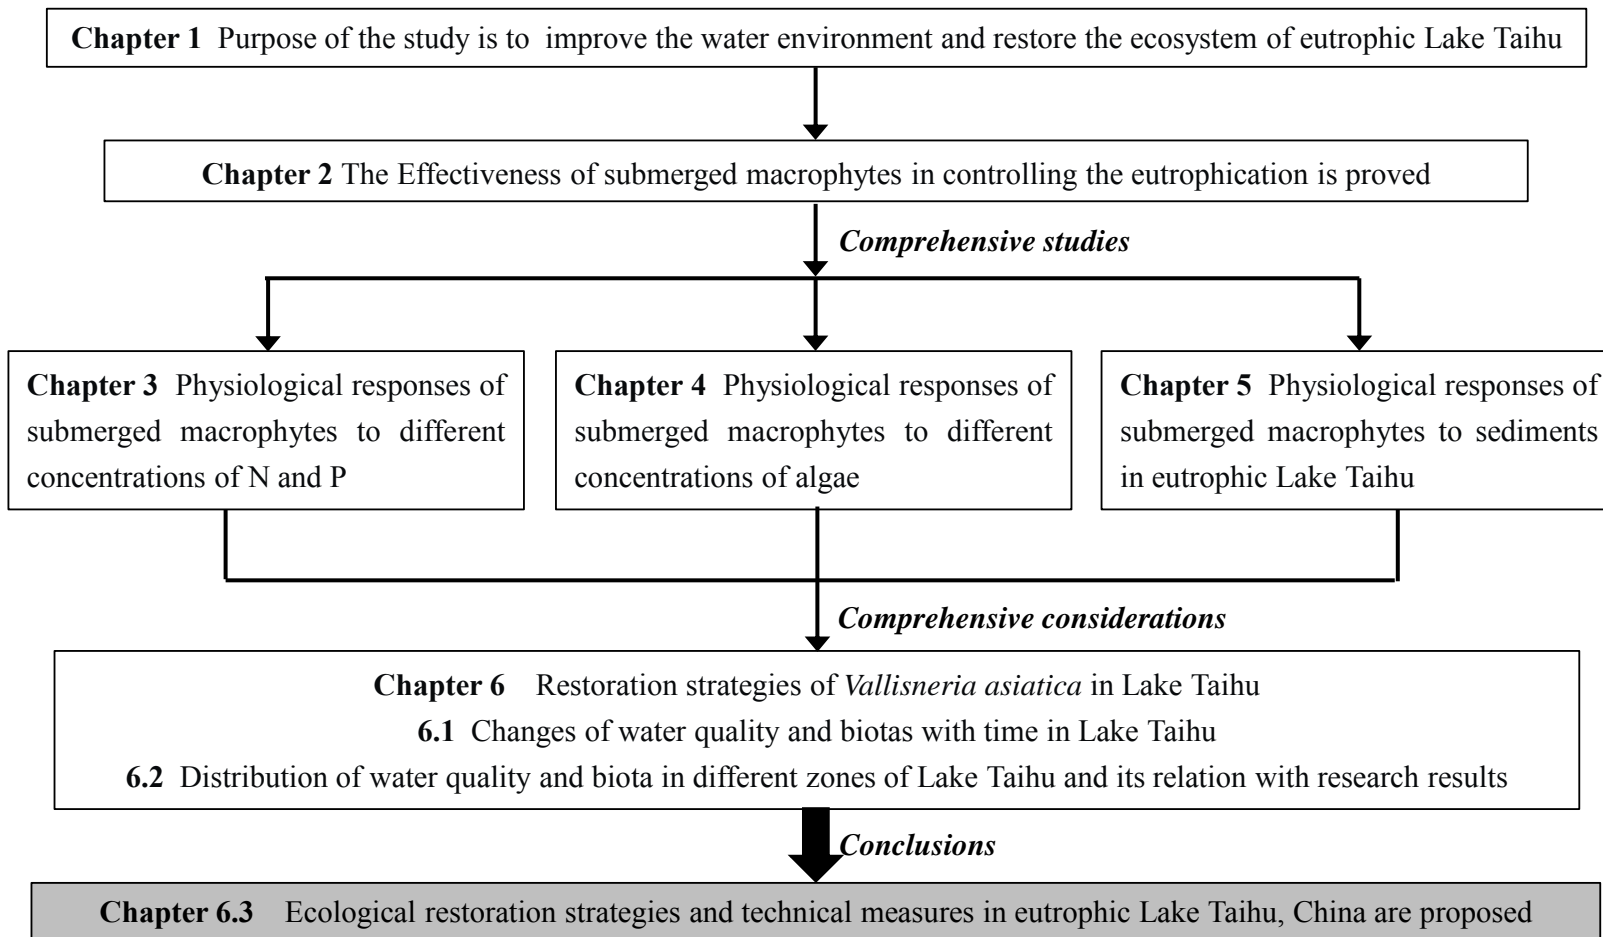 Chapter 1 Purpose of the study is to improve the water environment and restore the ecosystem of eutrophic Lake Taihu
Chapter 2 The Effectiveness of submerged macrophytes in controlling the eutrophication is proved
Comprehensive studies
Chapter 3 Physiological responses of
submerged macrophytes to different
concentrations of N and P
Chapter 4 Physiological responses of
submerged macrophytes to different
concentrations of algae
Chapter 5 Physiological responses of
submerged macrophytes to sediments
in eutrophic Lake Taihu
Comprehensive considerations
Chapter 6 Restoration strategies of Vallisneria asiatica in Lake Taihu
6.1 Changes of water quality and biotas with time in Lake Taihu
6.2 Distribution of water quality and biota in different zones of Lake Taihu and its relation with research results
Conclusions
Chapter 6.3 Ecological restoration strategies and technical measures in eutrophic Lake Taihu, China are proposed